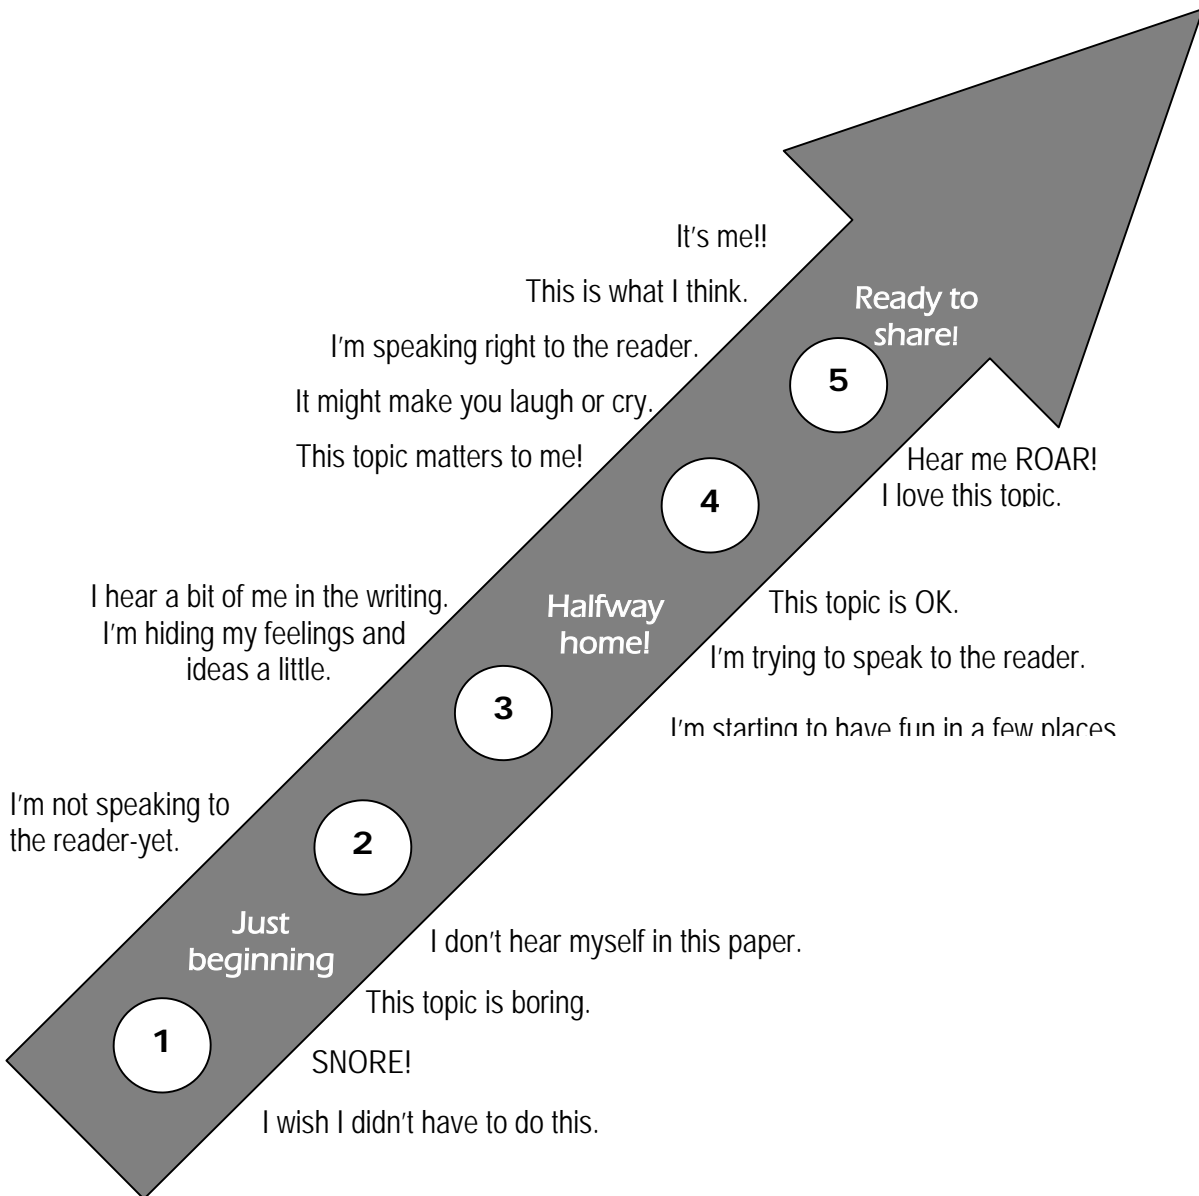 It's me!!
This is what I think.
I'm speaking right to the reader.
It might make you laugh or cry.
This topic matters to me!
Ready to
share!
5
4
Hear me ROAR!
I love this topic.
I hear a bit of me in the writing.
I'm hiding my feelings and
ideas a little.
Halfway
home!
3
This topic is OK.
I'm trying to speak to the reader.
I'm starting to have fun in a few places
I'm not speaking to
the reader-yet.
2
Just
beginning
1
I don't hear myself in this paper.
This topic is boring.
SNORE!
I wish I didn't have to do this.